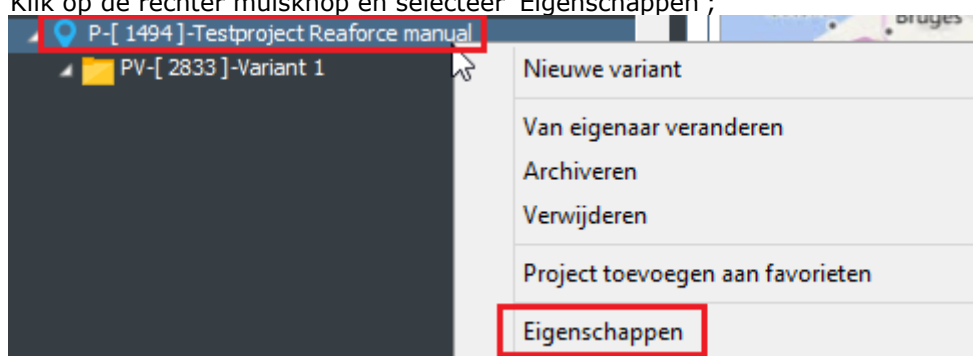 Klik op de rechter muisknop en selecteer 'Eigenschappen';
P-[ 1494 ]-Testproject Reaforce manual
Bruges
PV-[ 2833 ]-Variant 1
Nieuwe variant
Van eigenaar veranderen
Archiveren
Verwijderen
Project toevoegen aan favorieten
Eigenschappen